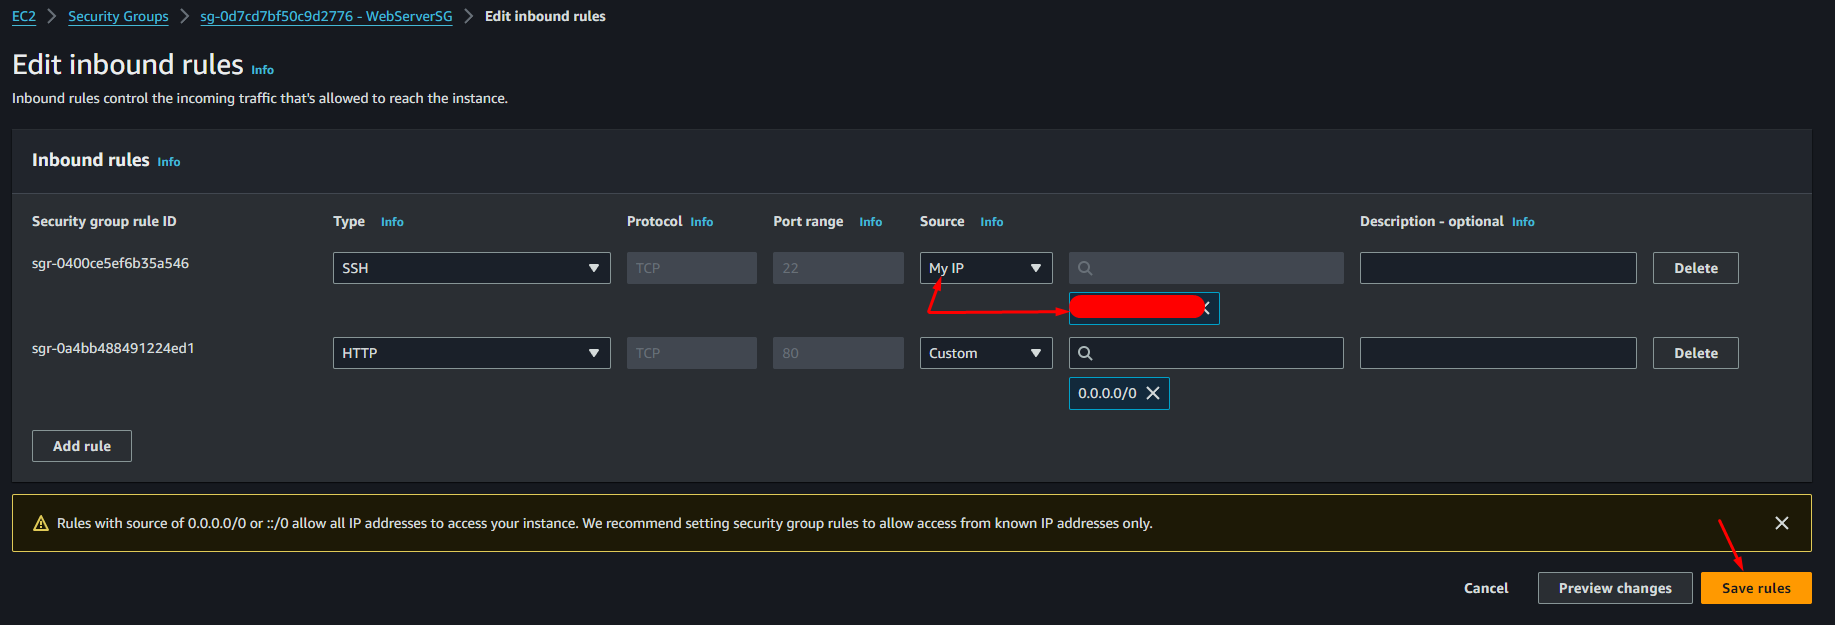 EC2 > Security Groups > sg-0d7cd7bf50c9d2776 - WebServerSG > Edit inbound rules
Edit inbound rules Info
Inbound rules control the incoming traffic that's allowed to reach the instance.
Inbound rules Info
Security group rule ID Type Info Protocol Info Port range Info Source Info Description - optional Info
sgr-0400ce5ef6b35a546 SSH TCP 22 My IP Delete
sgr-0a4bb488491224ed1 HTTP TCP 80 Custom Delete
0.0.0.0/0
Add rule
Rules with source of 0.0.0.0/0 or ::/0 allow all IP addresses to access your instance. We recommend setting security group rules to allow access from known IP addresses only.
Cancel Preview changes Save rules